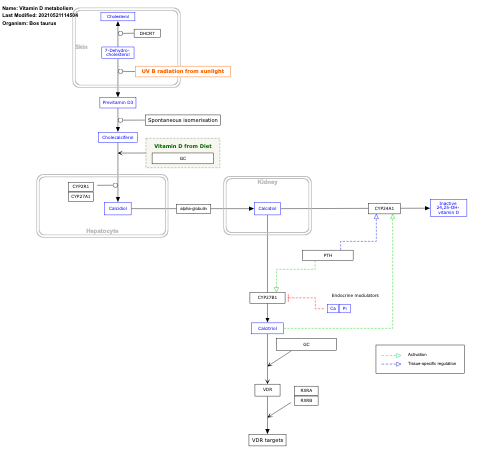 Name: Vitamin D metabolism
Last Modified: 20210521114504
Organism: Bos taurus
Cholesterol
DHCR7
Skin
7-Dehydro-
cholesterol
UV B radiation from sunlight
Previtamin D3
Spontaneous isomerisation
Cholecalciferol
Vitamin D from Diet
GC
CYP2R1
CYP27A1
Calcidiol
Hepatocyte
alpha-globulin
Kidney
Calcidiol
CYP24A1
Inactive
24,25-OH-
vitamin D
PTH
CYP27B1
Endocrine modulators
Ca
Pi
Calcitriol
GC
Activation
Tissue-specific regulation
VDR
RXRA
RXRB
VDR targets